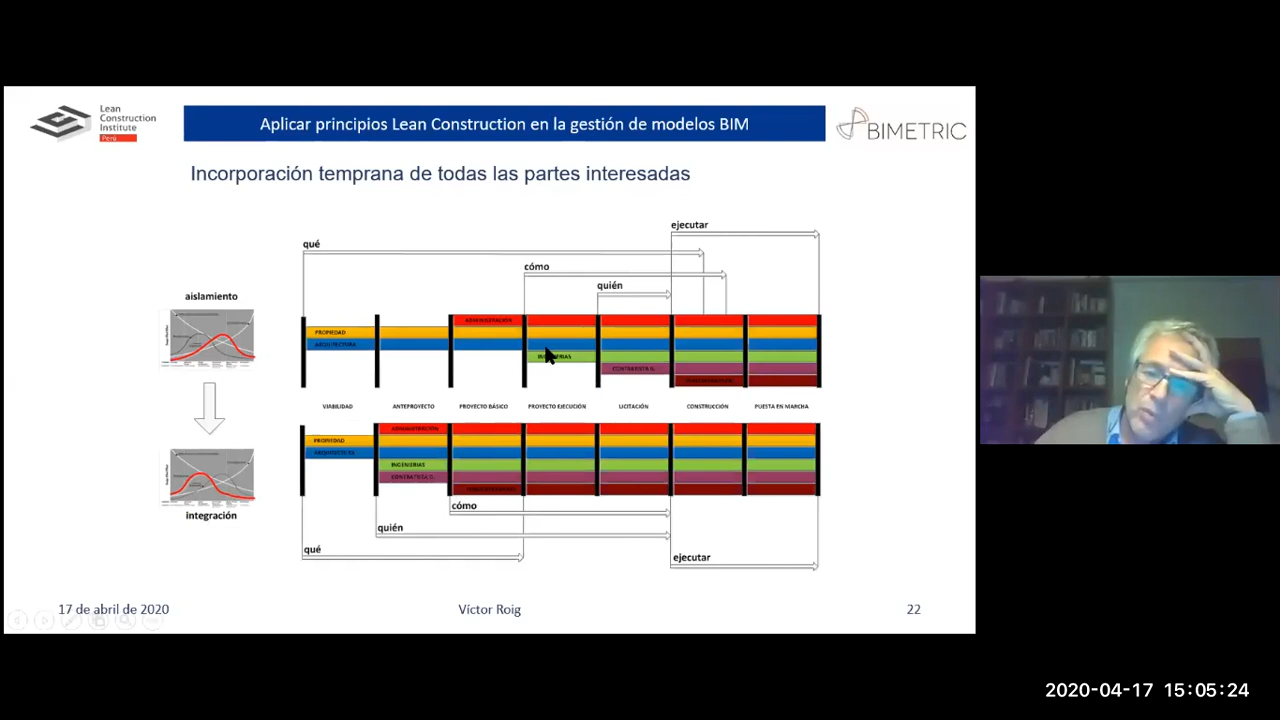 Lean
Construction
Institute
Perú
Aplicar principios Lean Construction en la gestión de modelos BIM
BIMETRIC
Incorporación temprana de todas las partes interesadas
ejecutar
qué
cómo
quién
aislamiento
ADMINISTRACIÓN
PROPIEDAD
ARQUITECTURA
CONTRATISTA G.
VIABILIDAD
ANTEPROYECTO
PROYECTO BÁSICO
PROYECTO EJECUCIÓN
LICITACIÓN
CONSTRUCCIÓN
PUESTA EN MARCHA
ADMINISTRACIÓN
PROPIEDAD
ARQUITECTURA
INGENIERIAS
CONTRATISTA G.
cómo
integración
quién
qué
ejecutar
17 de abril de 2020
Víctor Roig
22
2020-04-17 15:05:24